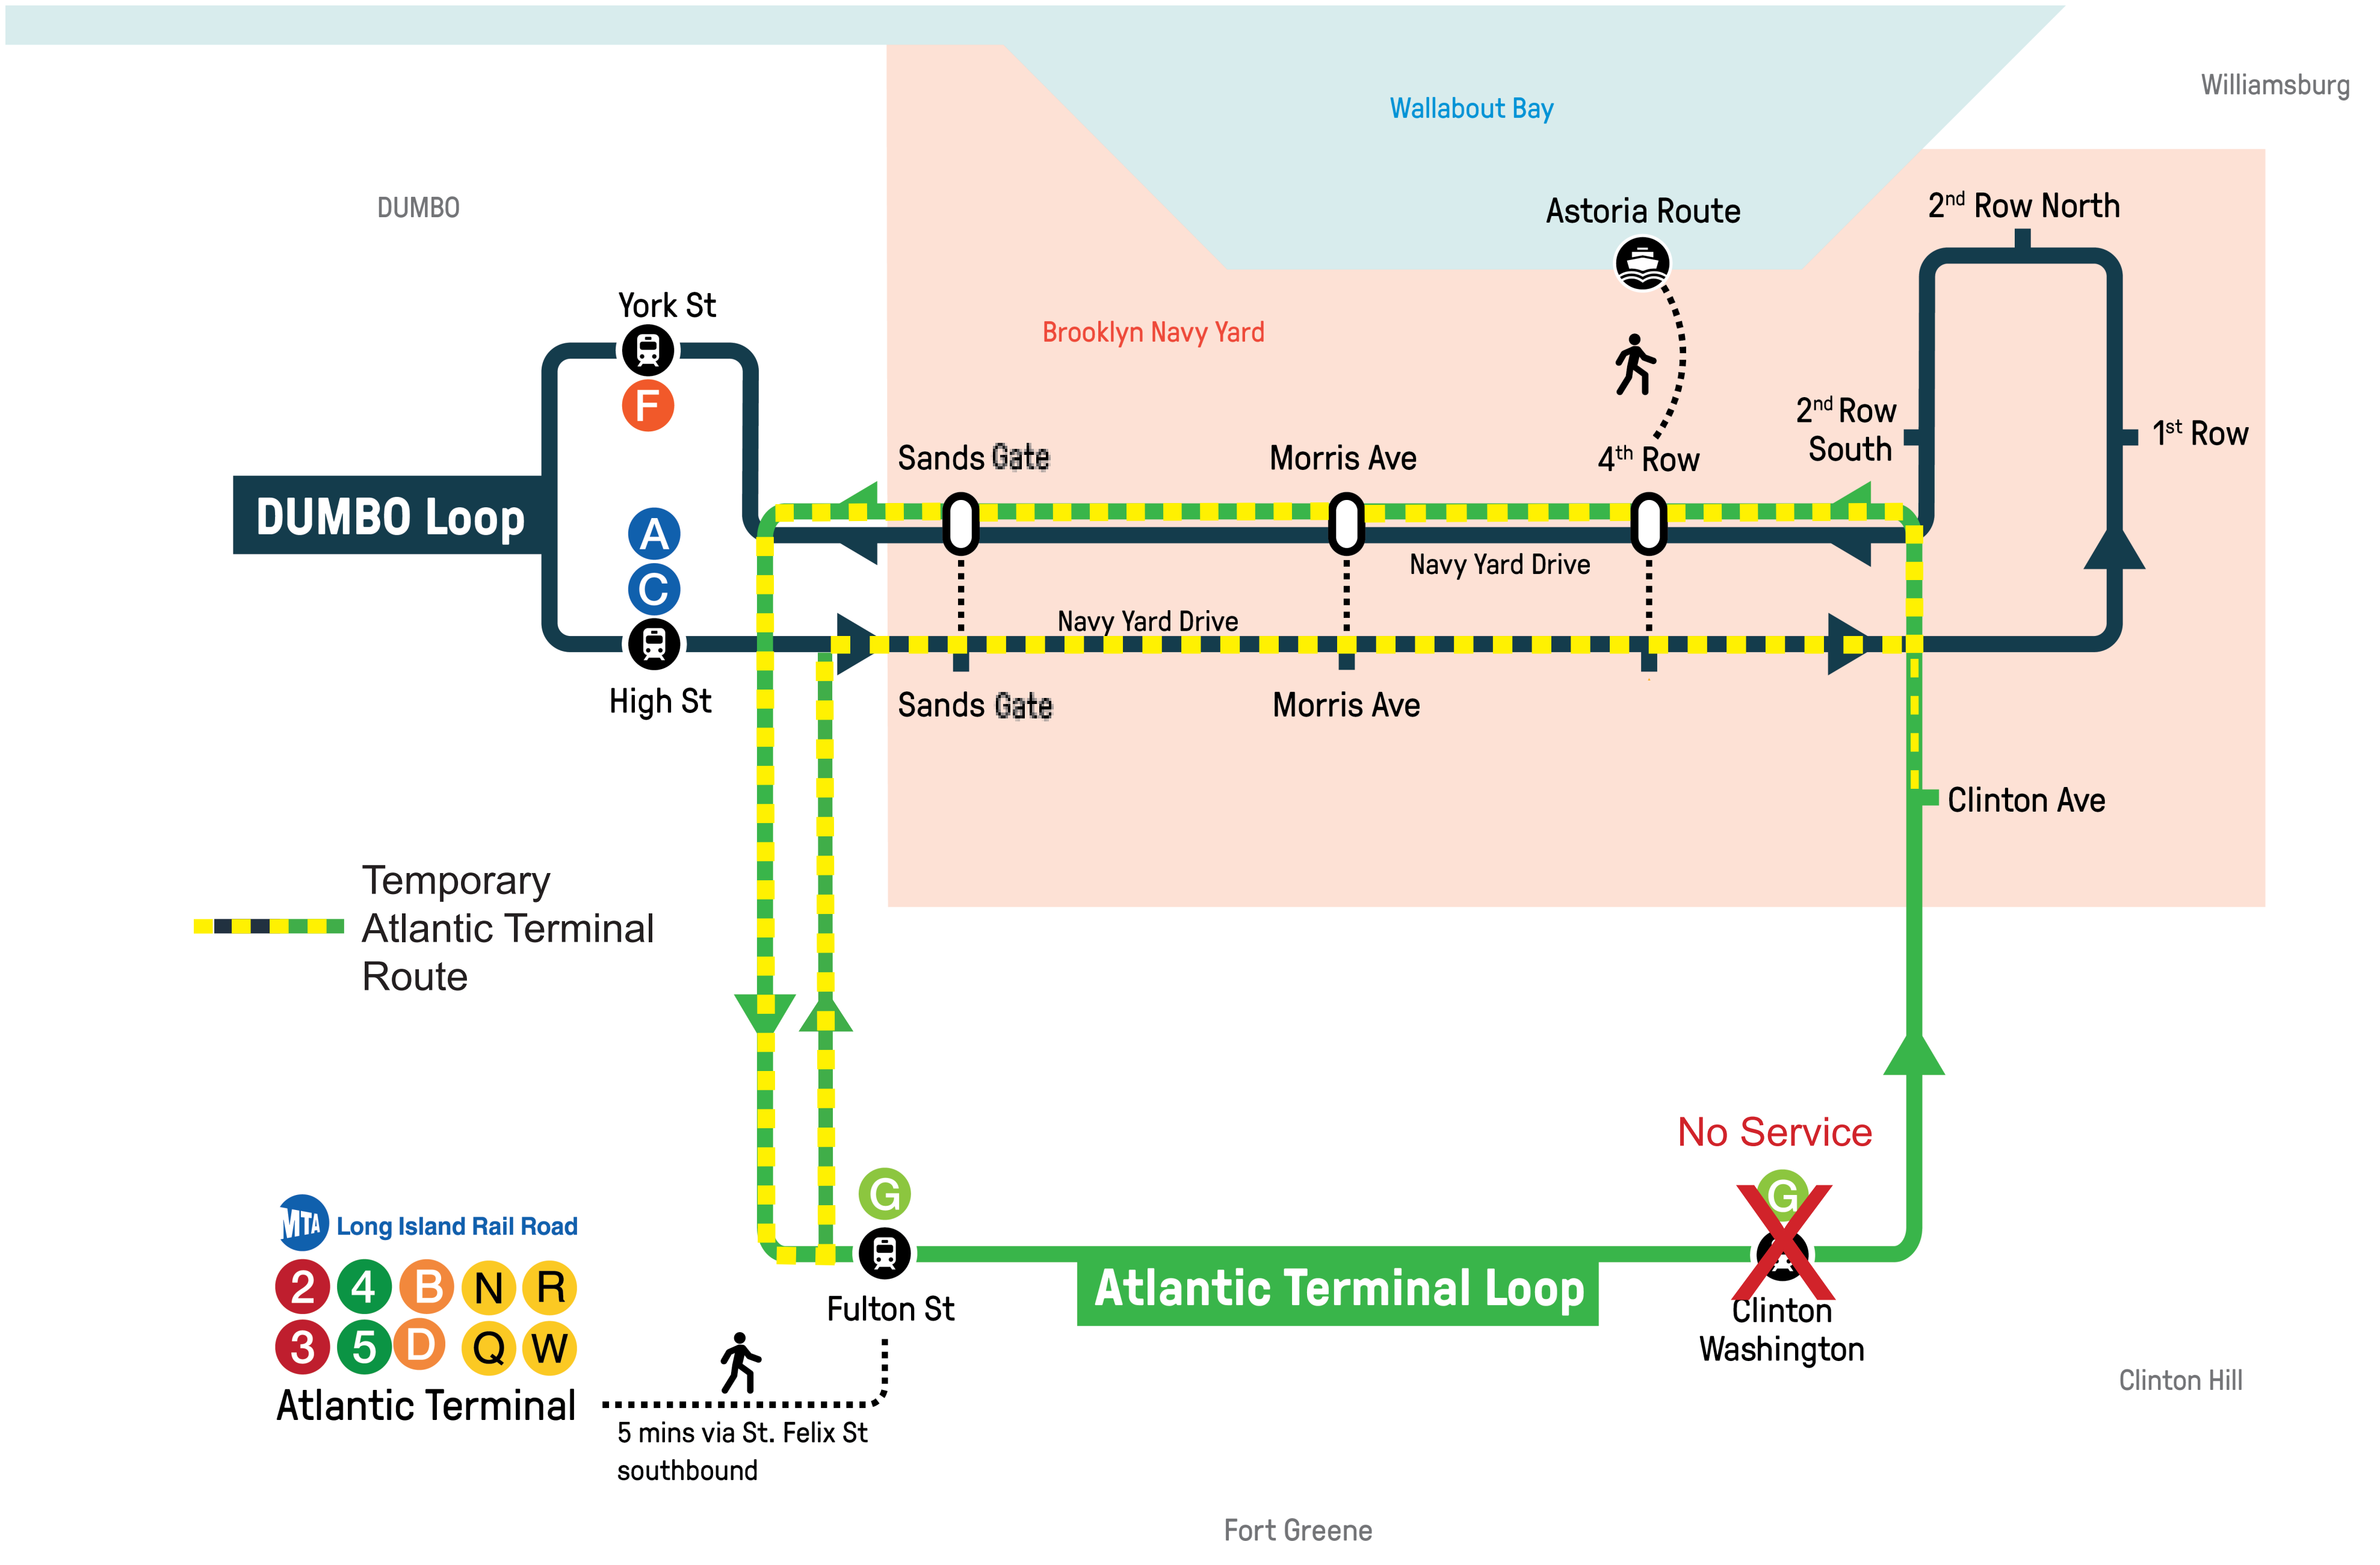 Williamsburg
Wallabout Bay
DUMBO
Astoria Route
2nd Row North
York St
F
Brooklyn Navy Yard
2nd Row
South
1st Row
Sands Gate
Morris Ave
4th Row
DUMBO Loop
A
C
Navy Yard Drive
Navy Yard Drive
High St
Sands Gate
Morris Ave
Clinton Ave
Temporary
Atlantic Terminal
Route
No Service
G
G
MTA Long Island Rail Road
2 4 B N R
3 5 D Q W
Atlantic Terminal
Fulton St
Atlantic Terminal Loop
Clinton
Washington
5 mins via St. Felix St
southbound
Clinton Hill
Fort Greene